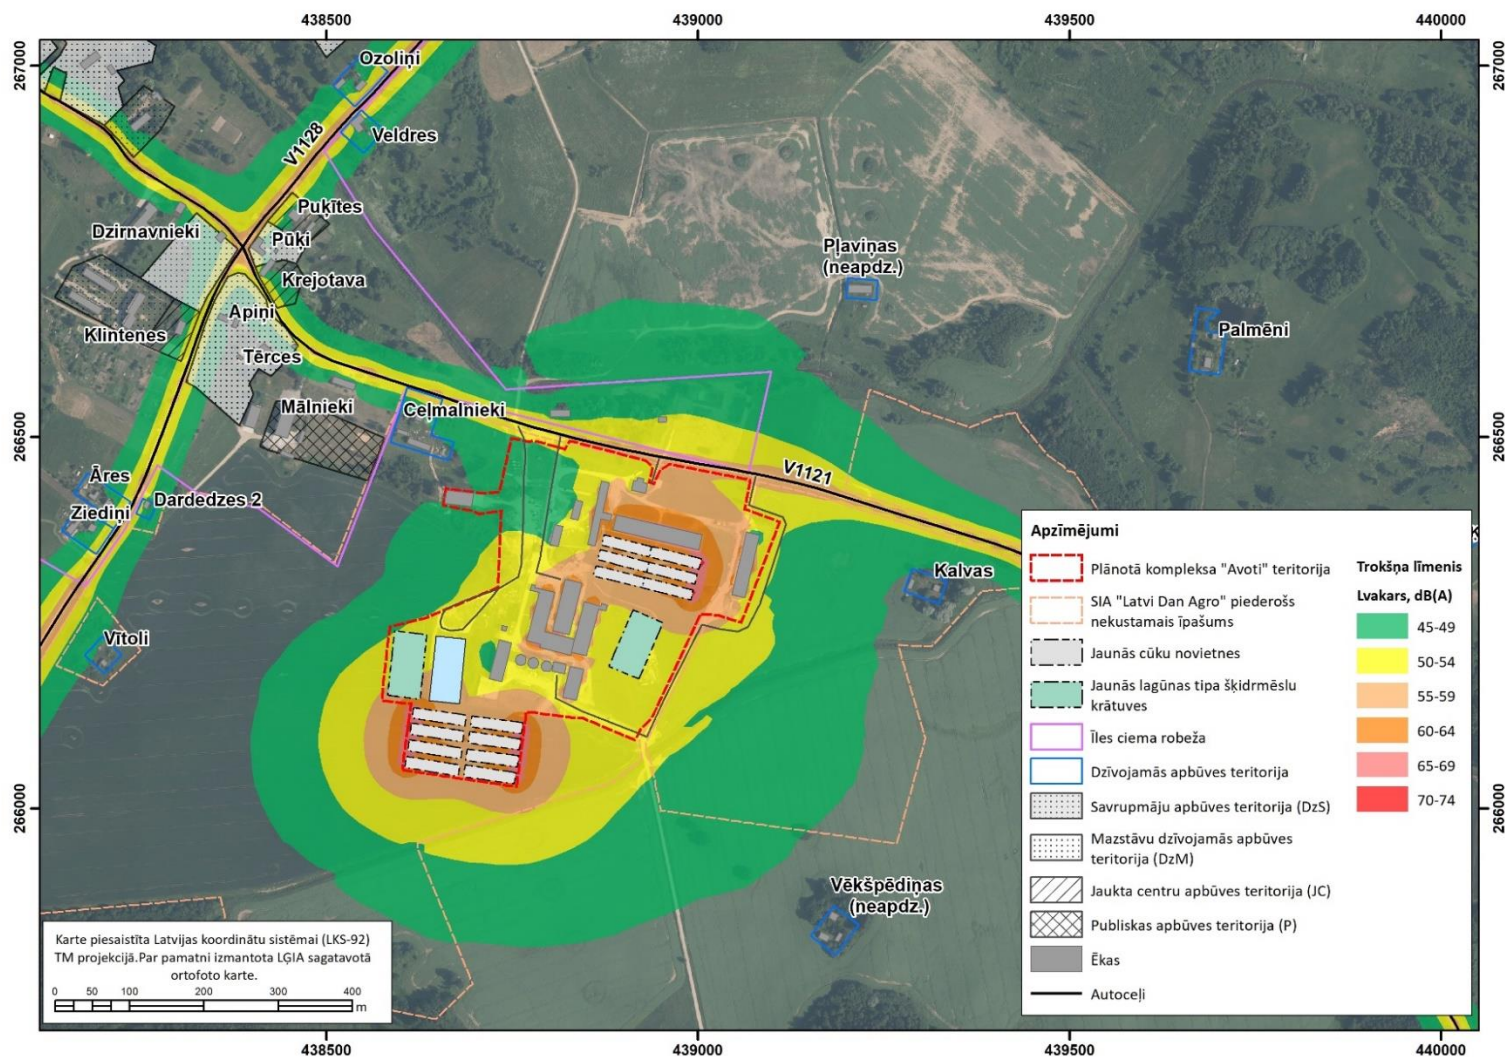 438500
439000
439500
440000
267000
267000
Ozoliņi
Veldres
V1128
Puķītes
Dzirnavnieki
Pūķi
Krejotava
Apiņi
Klintenes
Tērces
Pļaviņas
(neapdz.)
Palmēni
Mālnieki
Ceļmalnieki
266500
266500
V1121
Āres
Dardedzes 2
Ziediņi
Kalvas
Vītoli
266000
266000
Vēkšpēdiņas
(neapdz.)
Apzīmējumi
Plānotā kompleksa "Avoti" teritorija
SIA "Latvi Dan Agro" piederošs
nekustamais īpašums
Jaunās cūku novietnes
Jaunās lagūnas tipa šķidrmēslu
krātuves
Īles ciema robeža
Dzīvojamās apbūves teritorija
Savrupmāju apbūves teritorija (DzS)
Mazstāvu dzīvojamās apbūves
teritorija (DzM)
Jaukta centru apbūves teritorija (JC)
Publiskas apbūves teritorija (P)
Ēkas
Autoceļi
Trokšņa līmenis
Lvakars, dB(A)
45-49
50-54
55-59
60-64
65-69
70-74
Karte piesaistīta Latvijas koordinātu sistēmai (LKS-92)
TM projekcijā.Par pamatni izmantota LĢIA sagatavotā
ortofoto karte.
0 50 100 200 300 400
m
438500
439000
439500
440000